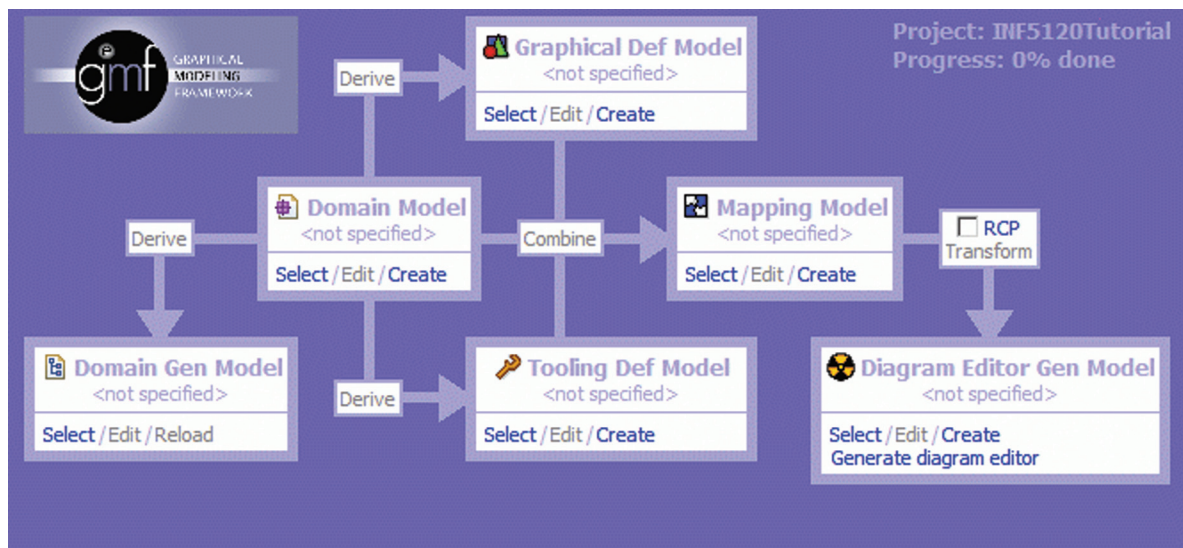 gmf
GRAPHICAL
MODELING
FRAMEWORK
Project: INF5120Tutorial
Progress: 0% done
Derive
Graphical Def Model
<not specified>
Select / Edit / Create
Derive
Domain Model
<not specified>
Select / Edit / Create
Combine
Mapping Model
<not specified>
Select / Edit / Create
RCP
Transform
Domain Gen Model
<not specified>
Select / Edit / Reload
Derive
Tooling Def Model
<not specified>
Select / Edit / Create
Diagram Editor Gen Model
<not specified>
Select / Edit / Create
Generate diagram editor